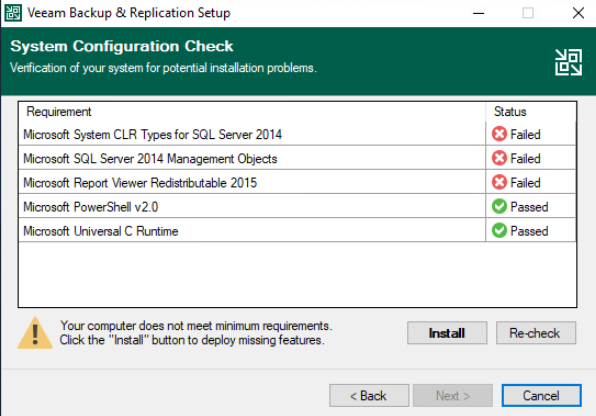 Veeam Backup & Replication Setup
System Configuration Check
Verification of your system for potential installation problems.
Requirement Status
Microsoft System CLR Types for SQL Server 2014 Failed
Microsoft SQL Server 2014 Management Objects Failed
Microsoft Report Viewer Redistributable 2015 Failed
Microsoft PowerShell v2.0 Passed
Microsoft Universal C Runtime Passed
Your computer does not meet minimum requirements.
Click the "Install" button to deploy missing features.
Install Re-check
< Back Next > Cancel